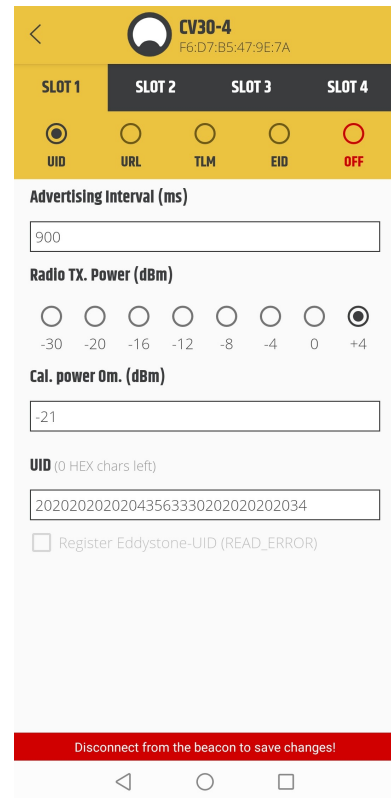 CV30-4
F6:D7:B5:47:9E:7A
SLOT 1 SLOT 2 SLOT 3 SLOT 4
UID URL TLM EID OFF
Advertising Interval (ms)
900
Radio TX. Power (dBm)
-30 -20 -16 -12 -8 -4 0 +4
Cal. power 0m. (dBm)
-21
UID (0 HEX chars left)
20202020202043563330202020202034
Register Eddystone-UID (READ_ERROR)
Disconnect from the beacon to save changes!